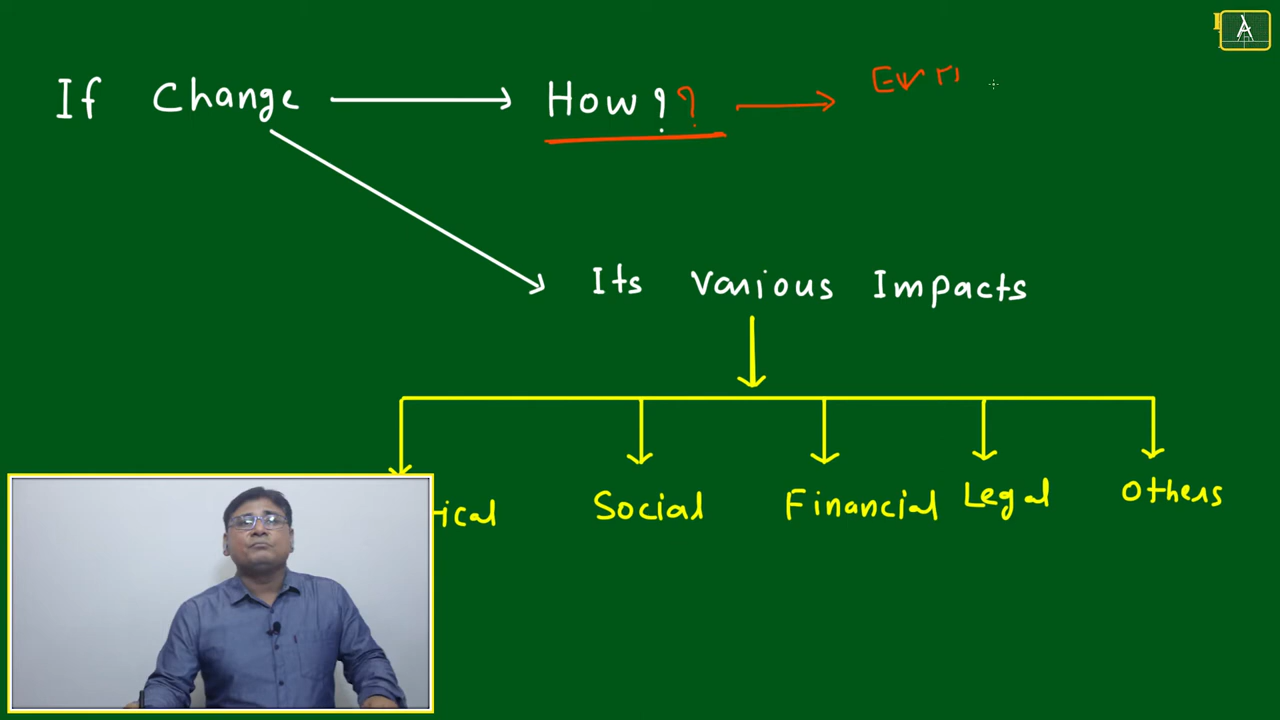 If Change How??
Its Various Impacts
Social Financial Legal Others